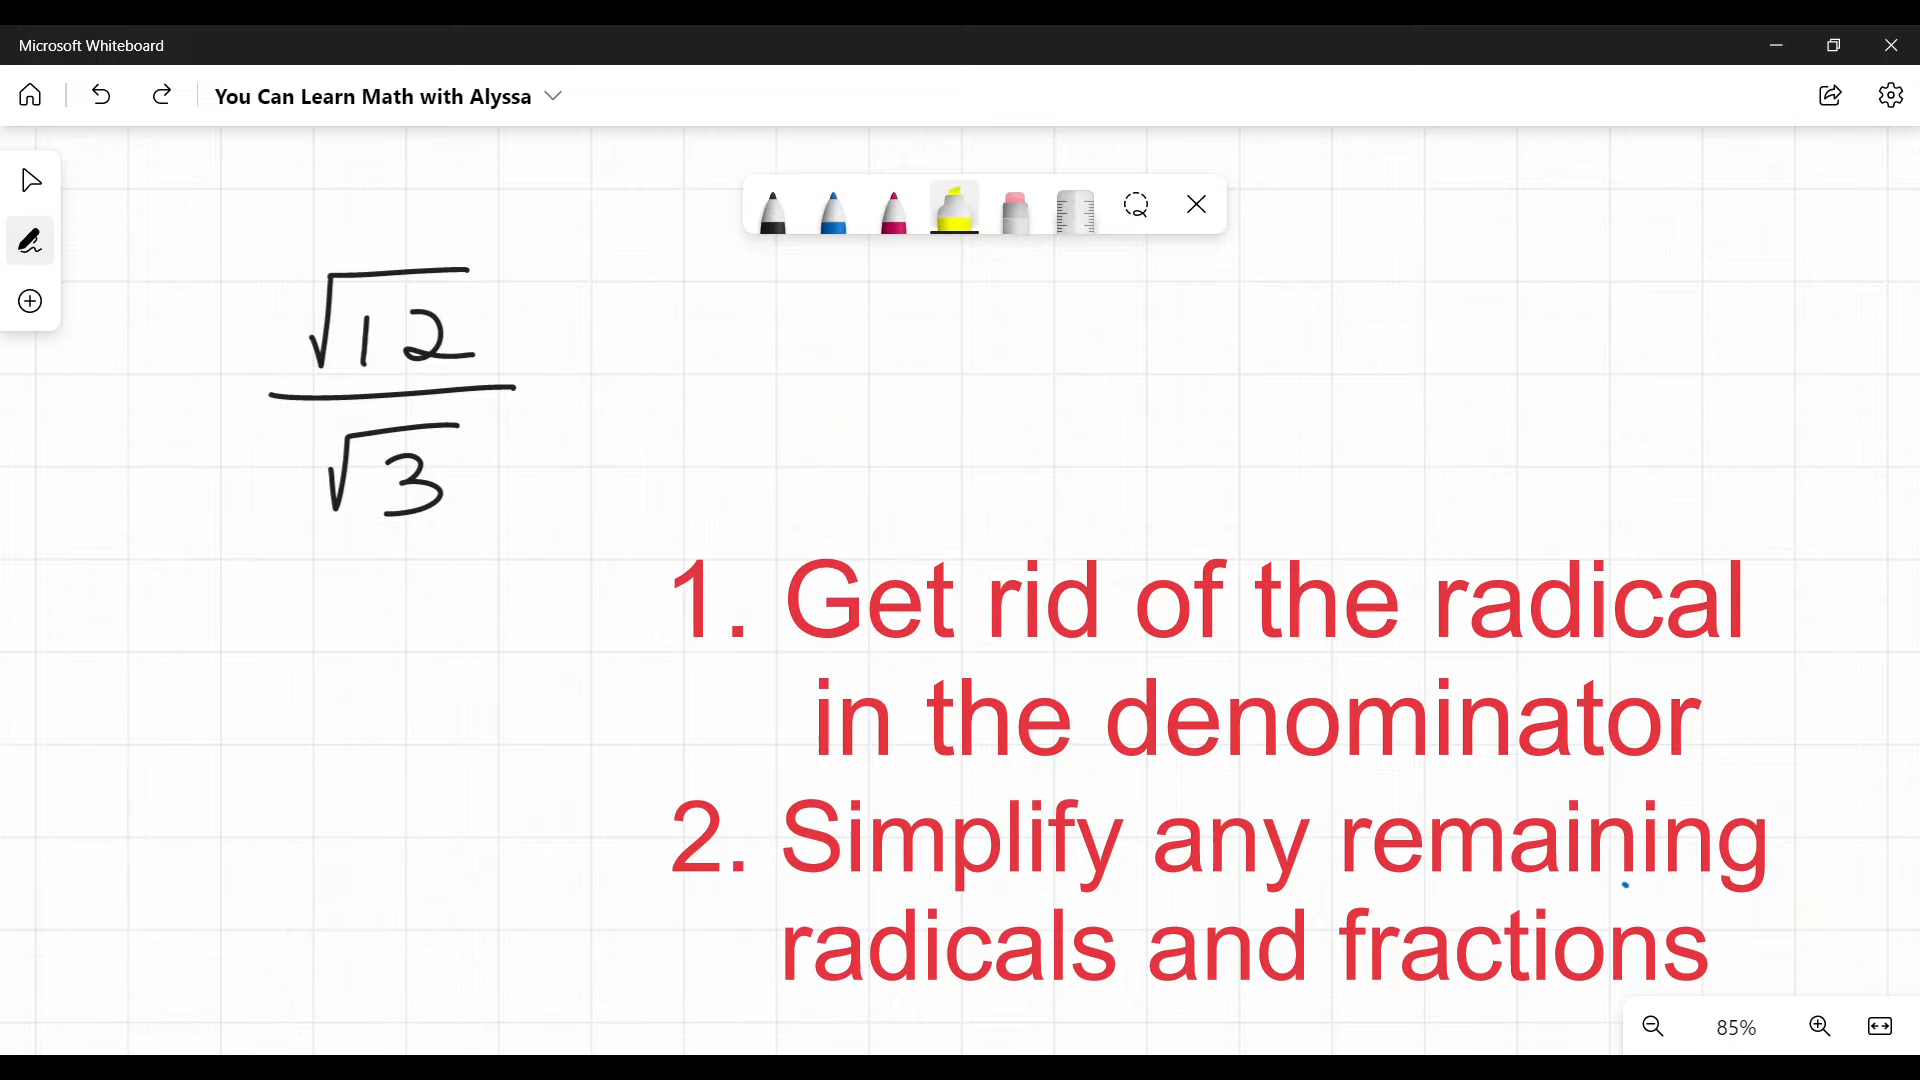 Microsoft Whiteboard
You Can Learn Math with Alyssa
√12
√3
1. Get rid of the radical
in the denominator
2. Simplify any remaining
radicals and fractions
85%